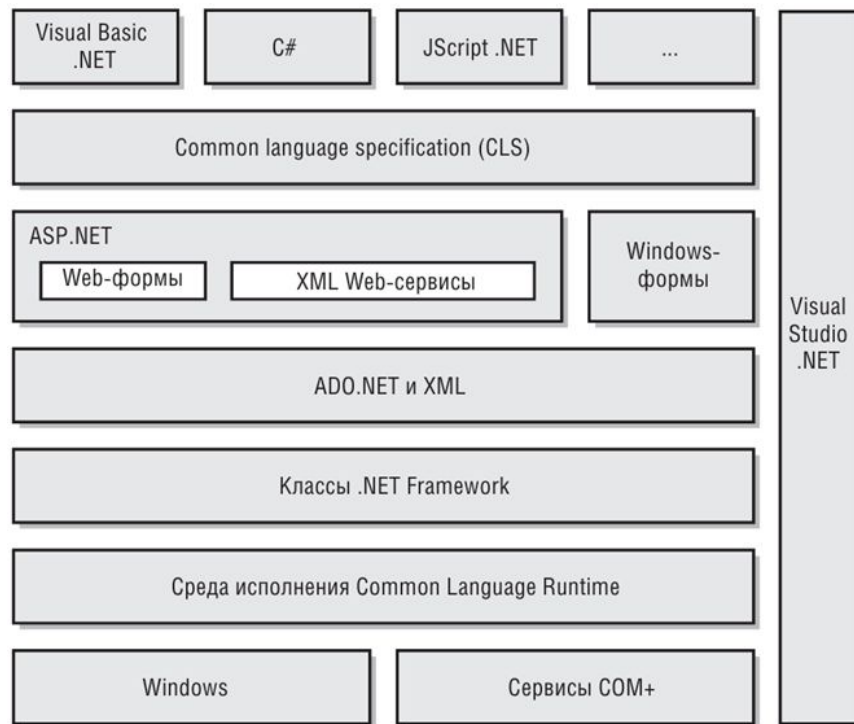 Visual Basic
.NET
C#
JScript .NET
...
Common language specification (CLS)
ASP.NET
Web-формы
XML Web-сервисы
Windows-
формы
Visual
Studio
.NET
ADO.NET и XML
Классы .NET Framework
Среда исполнения Common Language Runtime
Windows
Сервисы COM+